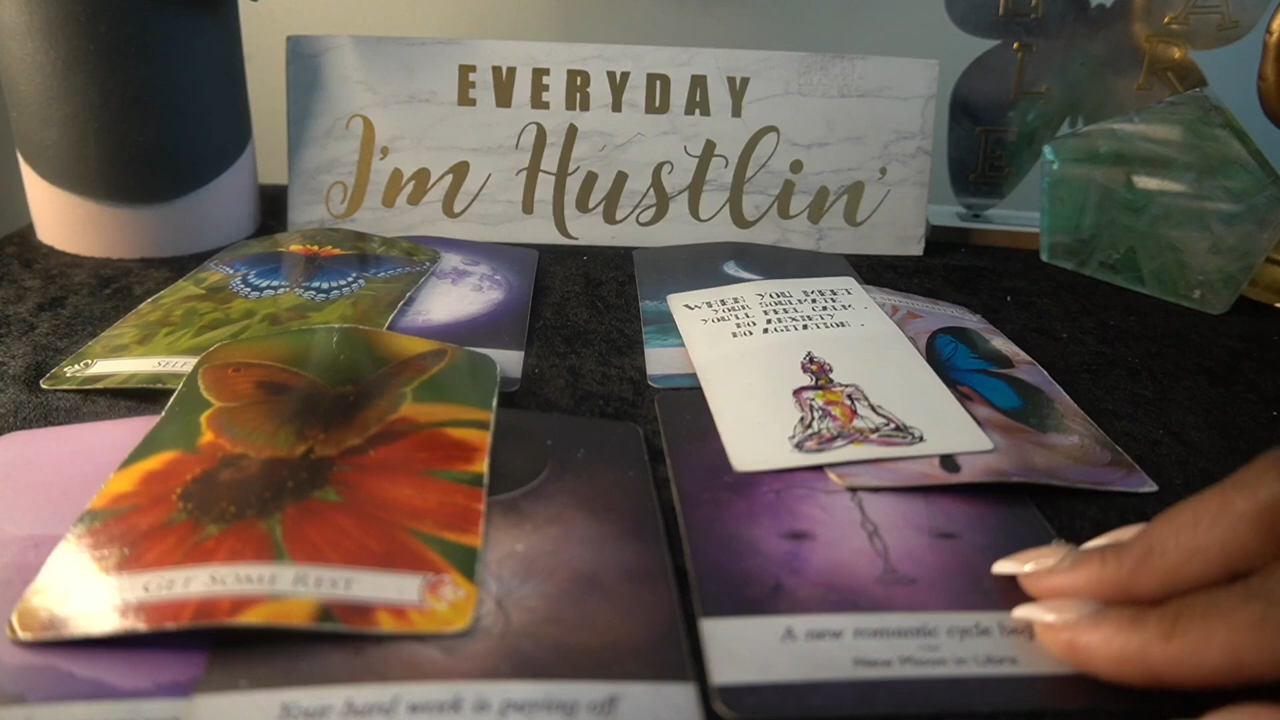 EVERYDAY
I'm Hustlin'
WHEN YOU MEET
YOUR SOULMATE
YOU'LL FEEL CALM.
NO ANXIETY
NO AGITATION.
SELF
GET SOME REST
A new romantic cycle
New Moon in Libra
Your hard work is paying off